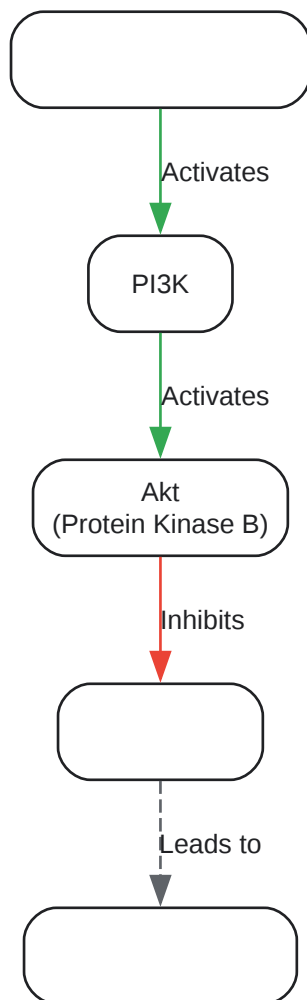 Activates
PI3K
Activates
Akt
(Protein Kinase B)
Inhibits
Leads to